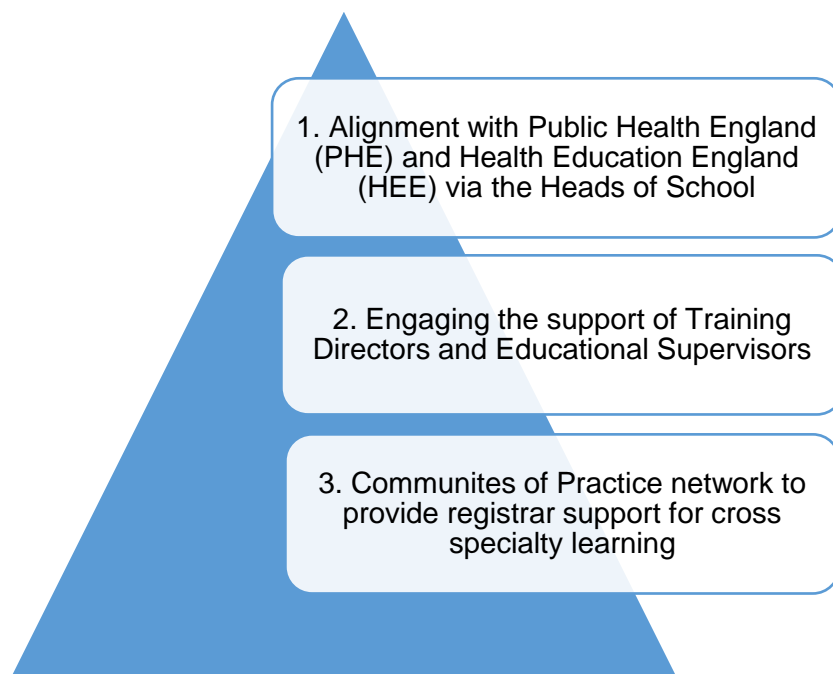 1. Alignment with Public Health England
(PHE) and Health Education England
(HEE) via the Heads of School
2. Engaging the support of Training
Directors and Educational Supervisors
3. Communites of Practice network to
provide registrar support for cross
specialty learning